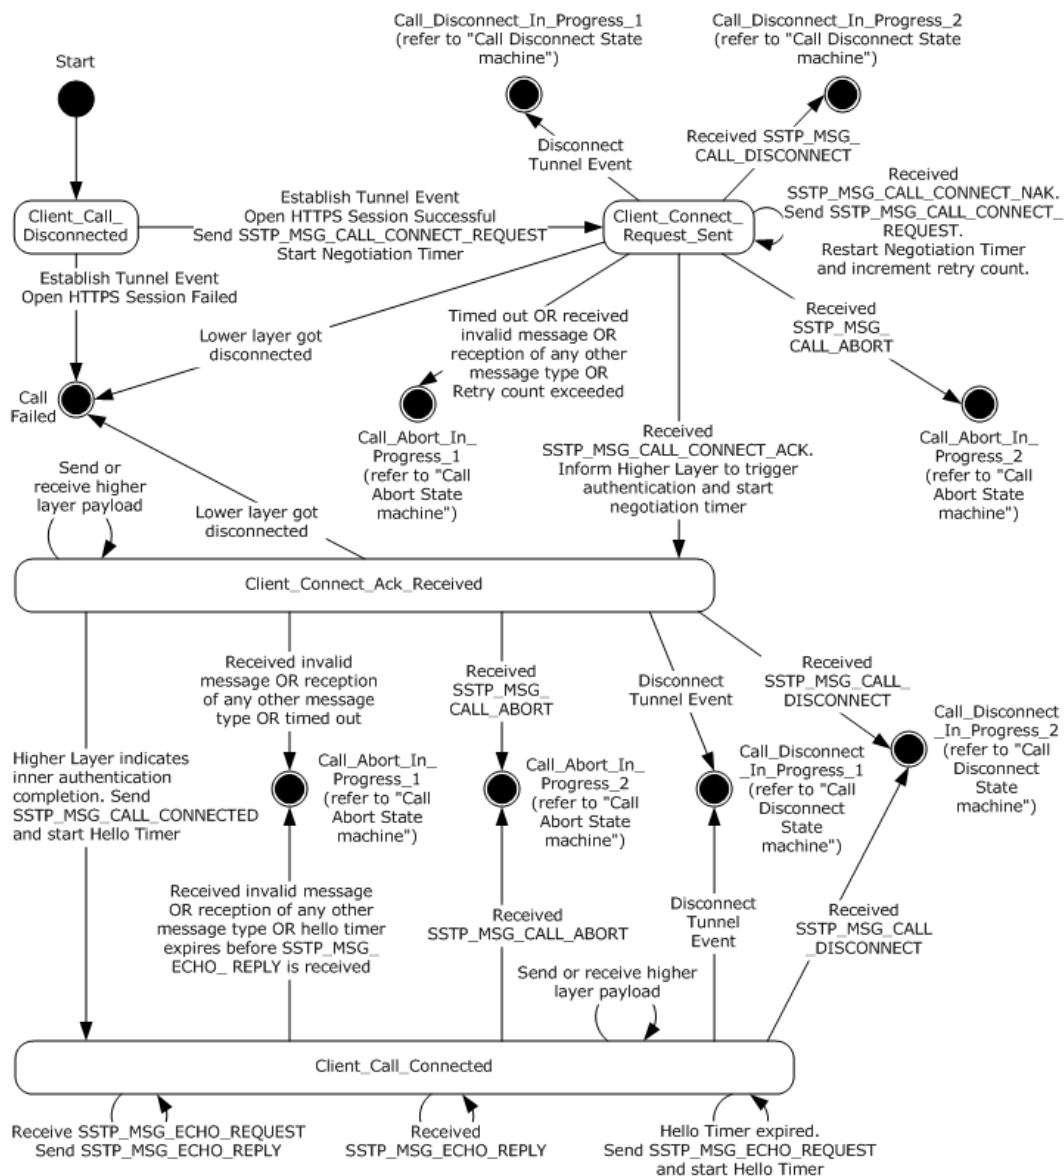 Call_Disconnect_In_Progress_1
(refer to "Call Disconnect State
machine")
Call_Disconnect_In_Progress_2
(refer to "Call Disconnect State
machine")
Start
Disconnect
Tunnel Event
Received SSTP_MSG_
CALL_DISCONNECT
Received
SSTP_MSG_CALL_CONNECT_NAK.
Send SSTP_MSG_CALL_CONNECT_
REQUEST.
Restart Negotiation Timer
and increment retry count.
Client_Call_
Disconnected
Establish Tunnel Event
Open HTTPS Session Successful
Send SSTP_MSG_CALL_CONNECT_REQUEST
Start Negotiation Timer
Client_Connect_
Request_Sent
Establish Tunnel Event
Open HTTPS Session Failed
Lower layer got
disconnected
Timed out OR received
invalid message OR
reception of any other
message type OR
Retry count exceeded
Received
SSTP_MSG_
CALL_ABORT
Call
Failed
Call_Abort_In_
Progress_1
(refer to "Call
Abort State
machine")
Received
SSTP_MSG_CALL_CONNECT_ACK.
Inform Higher Layer to trigger
authentication and start
negotiation timer
Call_Abort_In_
Progress_2
(refer to "Call
Abort State
machine")
Send or
receive higher
layer payload
Lower layer got
disconnected
Client_Connect_Ack_Received
Received invalid
message OR reception
of any other message
type OR timed out
Received
SSTP_MSG_
CALL_ABORT
Disconnect
Tunnel Event
Received
SSTP_MSG_CALL_
DISCONNECT
Higher Layer indicates
inner authentication
completion. Send
SSTP_MSG_CALL_CONNECTED
and start Hello Timer
Call_Abort_In_
Progress_1
(refer to "Call
Abort State
machine")
Call_Abort_In_
Progress_2
(refer to "Call
Abort State
machine")
Call_Disconnect
_In_Progress_1
(refer to "Call
Disconnect
State
machine")
Call_Disconnect
_In_Progress_2
(refer to "Call
Disconnect
State
machine")
Received invalid message
OR reception of any other
message type OR hello timer
expires before SSTP_MSG_
ECHO_ REPLY is received
Received
SSTP_MSG_CALL_ABORT
Disconnect
Tunnel
Event
Received
SSTP_MSG_CALL
_DISCONNECT
Send or receive higher
layer payload
Client_Call_Connected
Receive SSTP_MSG_ECHO_REQUEST
Send SSTP_MSG_ECHO_REPLY
Received
SSTP_MSG_ECHO_REPLY
Hello Timer expired.
Send SSTP_MSG_ECHO_REQUEST
and start Hello Timer